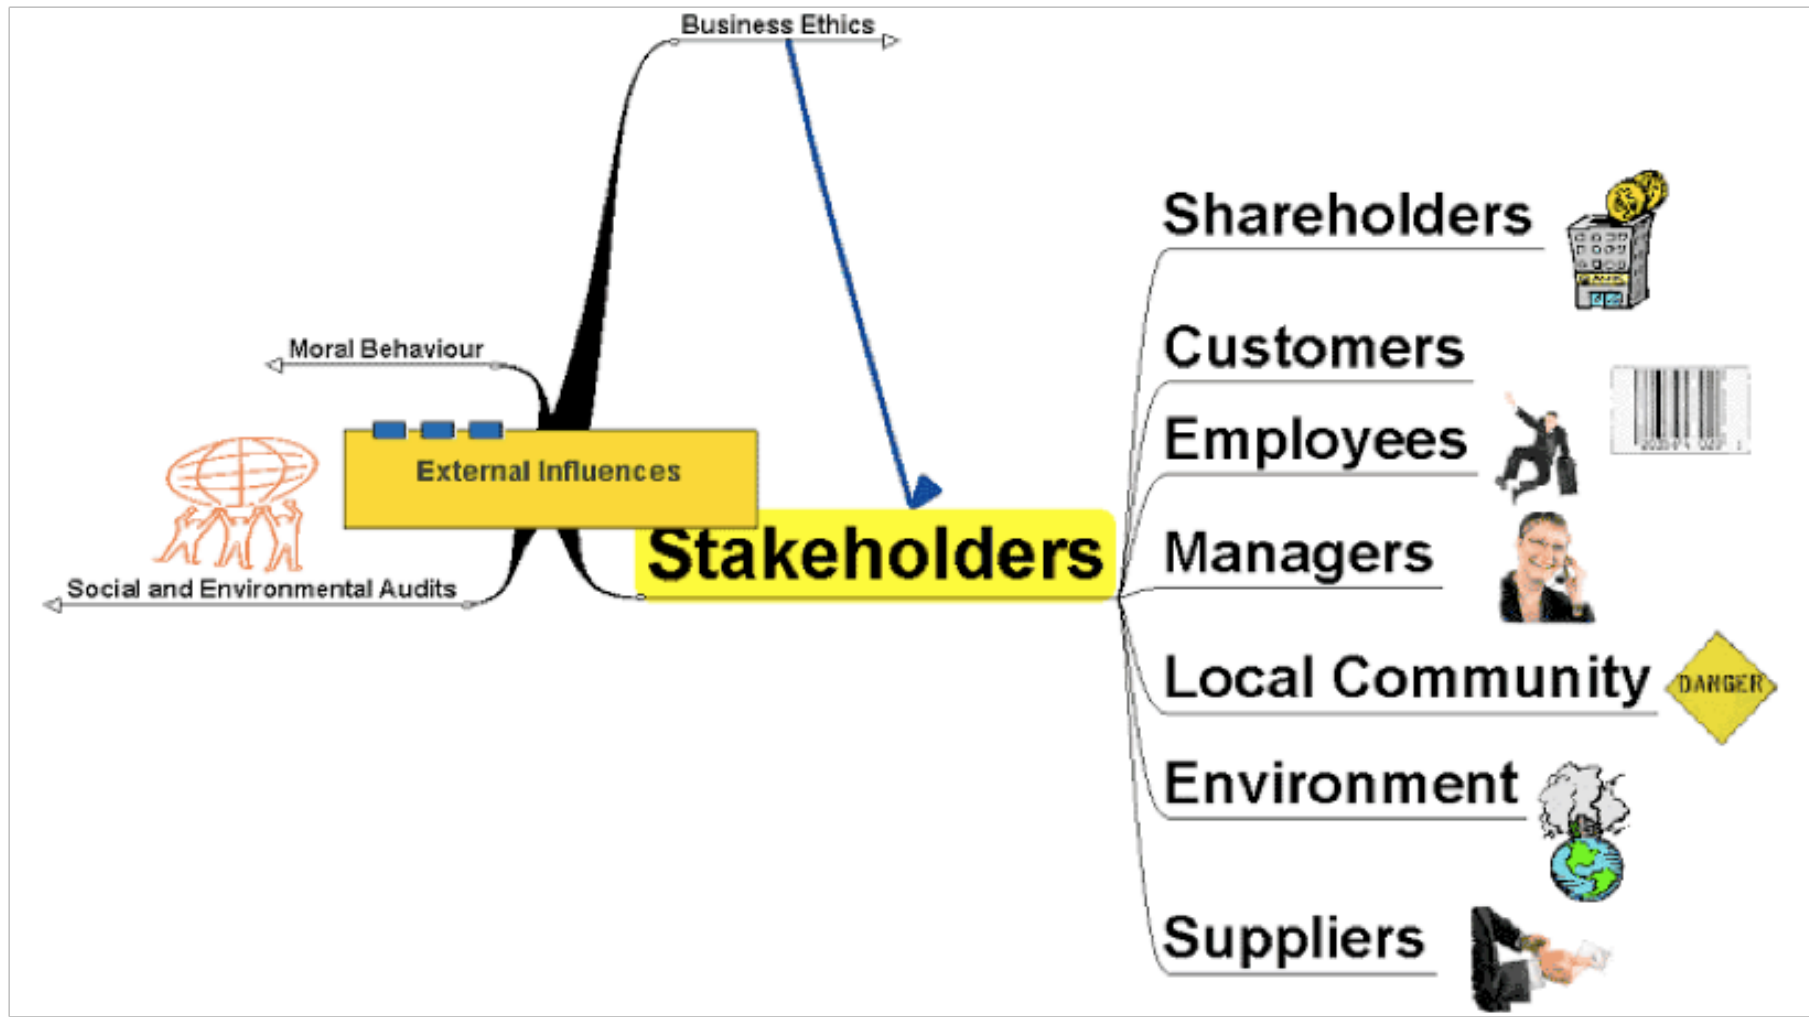 Business Ethics
Shareholders
Moral Behaviour
Customers
Employees
External Influences
Stakeholders
Managers
Social and Environmental Audits
Local Community
DANGER
Environment
Suppliers